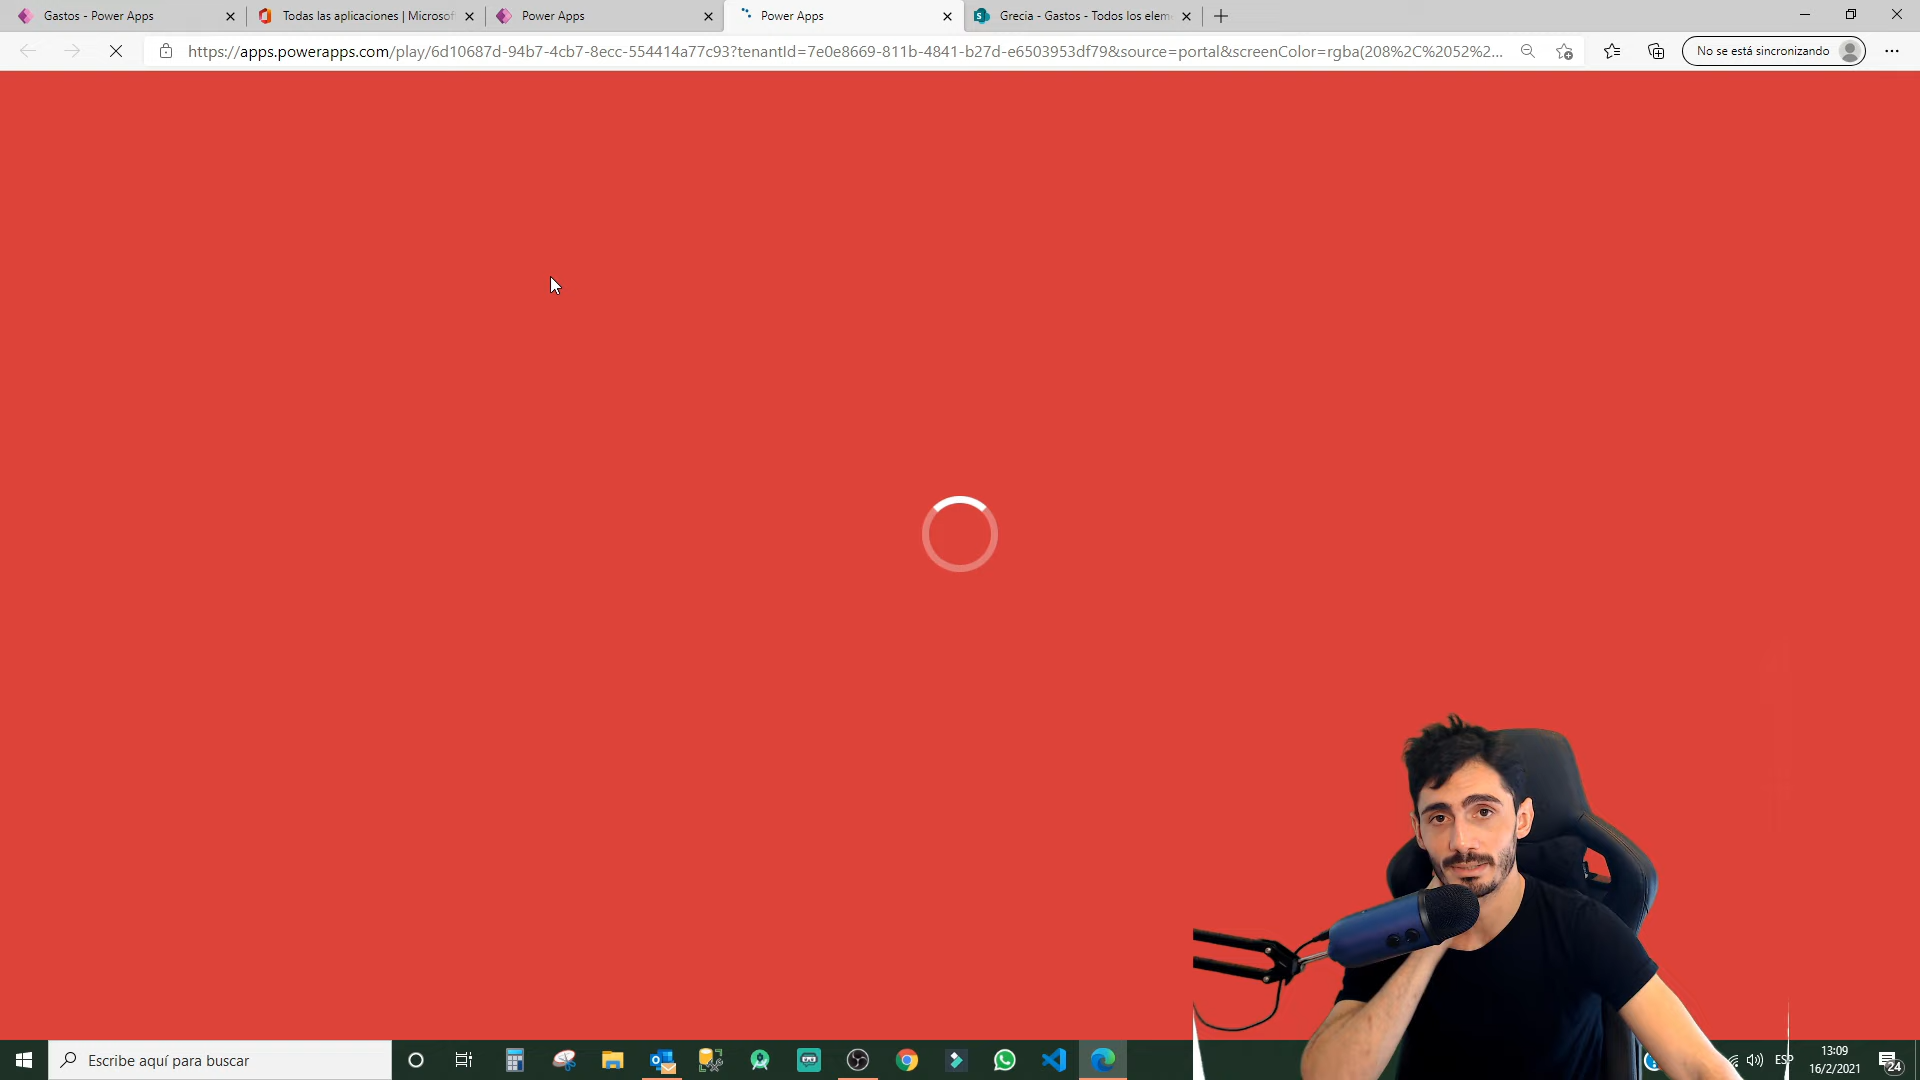 Gastos - Power Apps
Todas las aplicaciones | Microsof
Power Apps
Power Apps
Grecia - Gastos - Todos los elem
https://apps.powerapps.com/play/6d10687d-94b7-4cb7-8ecc-554414a77c93?tenantId=7e0e8669-811b-4841-b27d-e6503953df79&source=portal&screenColor=rgba(208%2C%2052%2...
No se está sincronizando
Escribe aquí para buscar
ESP
13:09
16/2/2021
24